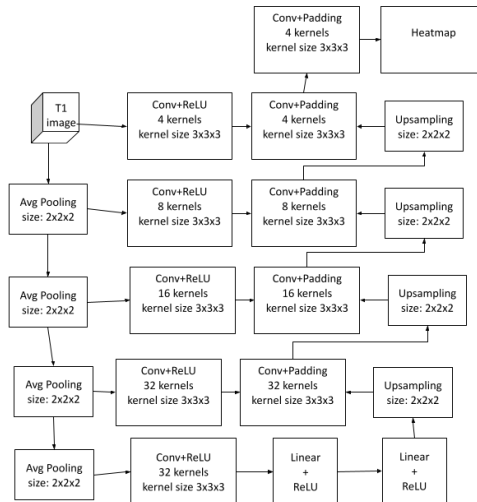 Conv+Padding
4 kernels
kernel size 3x3x3
Heatmap
T1
image
Conv+ReLU
4 kernels
kernel size 3x3x3
Conv+Padding
4 kernels
kernel size 3x3x3
Upsampling
size: 2x2x2
Avg Pooling
size: 2x2x2
Conv+ReLU
8 kernels
kernel size 3x3x3
Conv+Padding
8 kernels
kernel size 3x3x3
Upsampling
size: 2x2x2
Avg Pooling
size: 2x2x2
Conv+ReLU
16 kernels
kernel size 3x3x3
Conv+Padding
16 kernels
kernel size 3x3x3
Upsampling
size: 2x2x2
Avg Pooling
size: 2x2x2
Conv+ReLU
32 kernels
kernel size 3x3x3
Conv+Padding
32 kernels
kernel size 3x3x3
Upsampling
size: 2x2x2
Avg Pooling
size: 2x2x2
Conv+ReLU
32 kernels
kernel size 3x3x3
Linear
+
ReLU
Linear
+
ReLU